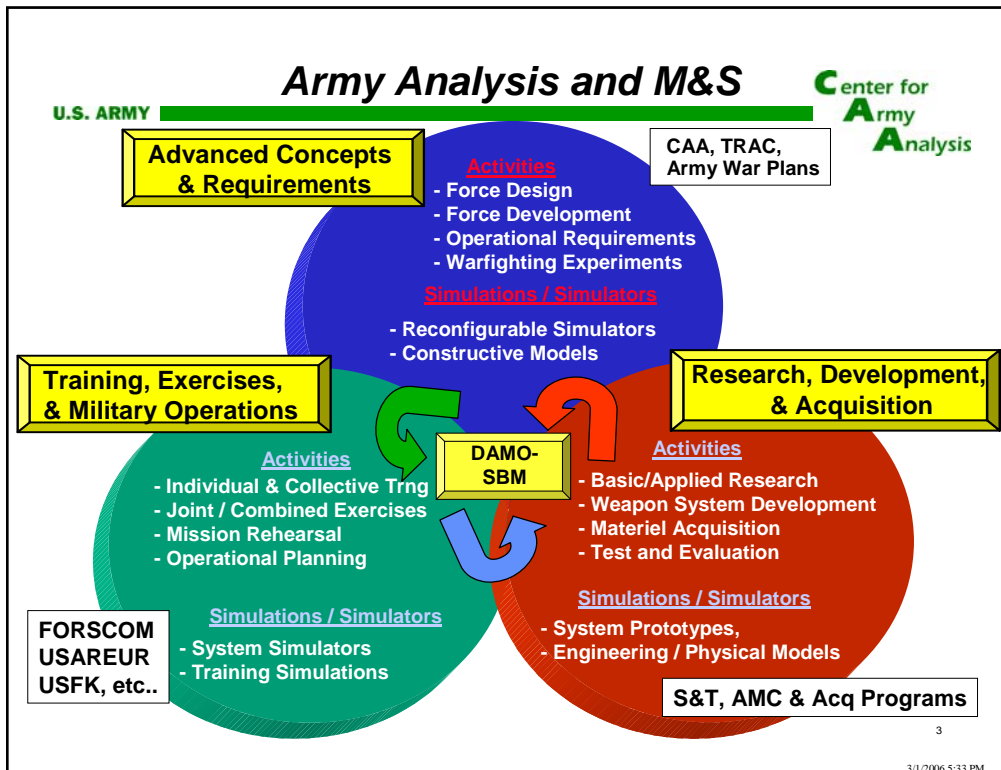 Army Analysis and M&S
U.S. ARMY
Center for
Army
Analysis
Advanced Concepts
& Requirements
CAA, TRAC,
Army War Plans
Activities
- Force Design
- Force Development
- Operational Requirements
- Warfighting Experiments
Simulations / Simulators
- Reconfigurable Simulators
- Constructive Models
Training, Exercises,
& Military Operations
Research, Development,
& Acquisition
DAMO-
SBM
Activities
- Individual & Collective Trng
- Joint / Combined Exercises
- Mission Rehearsal
- Operational Planning
Simulations / Simulators
- System Simulators
- Training Simulations
Activities
- Basic/Applied Research
- Weapon System Development
- Materiel Acquisition
- Test and Evaluation
Simulations / Simulators
- System Prototypes,
- Engineering / Physical Models
FORSCOM
USAREUR
USFK, etc..
S&T, AMC & Acq Programs
3
3/1/2006 5:33 PM